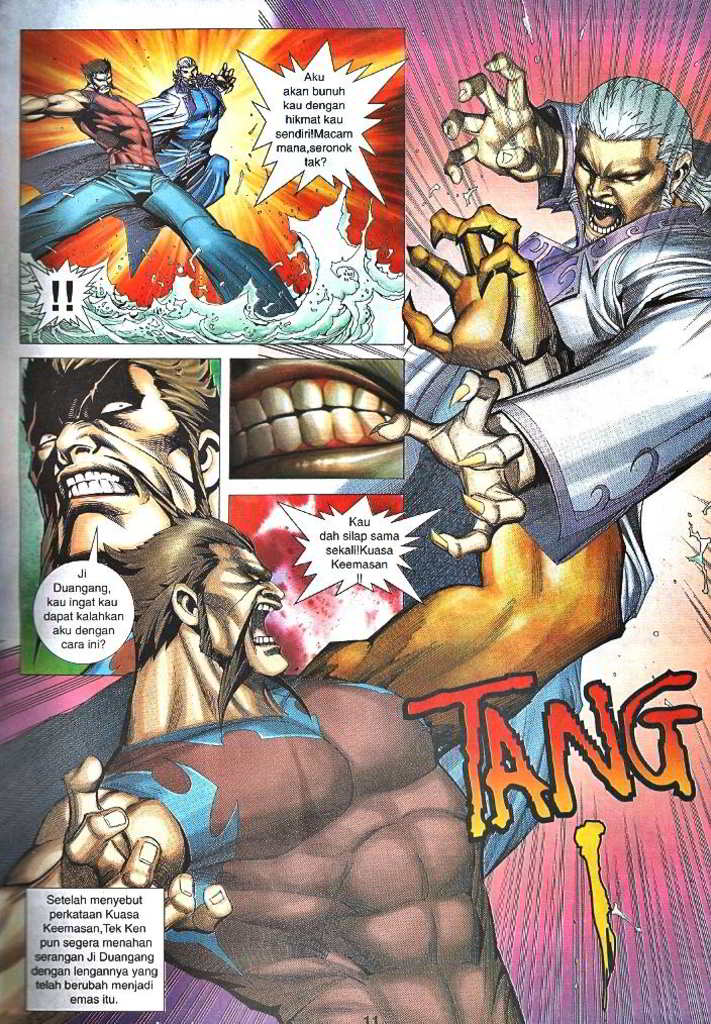 Aku
akan bunuh
kau dengan
hikmat kau
sendiri!Macam
mana,seronok
tak?
!!
Ji
Duangang,
kau ingat kau
dapat kalahkan
aku dengan
cara ini?
Kau
dah silap sama
sekali!Kuasa
Keemasan
!!
TANG
!
Setelah menyebut
perkataan Kuasa
Keemasan,Tek Ken
pun segera menahan
serangan Ji Duangang
dengan lengannya yang
telah berubah menjadi
emas itu.
11